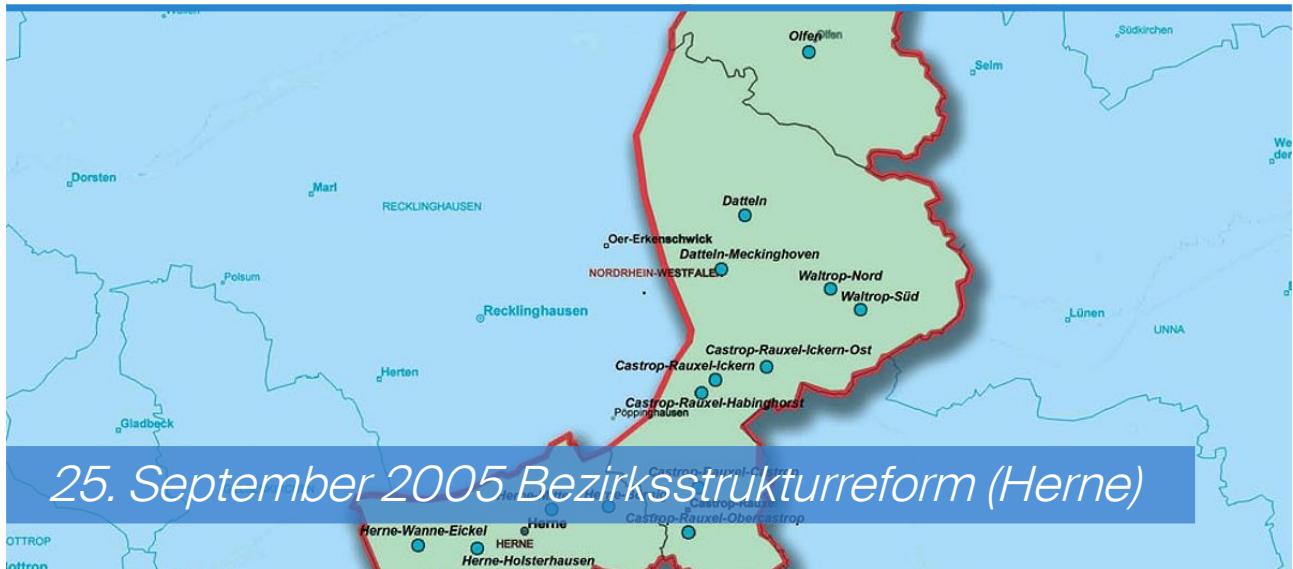 Olfen
Olfen
Südkirchen
Selm
Dorsten
Marl
RECKLINGHAUSEN
Datteln
Oer-Erkenschwick
Datteln-Meckinghoven
NORDRHEIN-WESTFALEN
Polsum
Waltrop-Nord
Waltrop-Süd
Recklinghausen
Lünen
UNNA
Castrop-Rauxel-Ickern-Ost
Castrop-Rauxel-Ickern
Herten
Castrop-Rauxel-Habinghorst
Pöppinghausen
Gladbeck
25. September 2005 Bezirksstrukturreform (Herne)
Castrop-Rauxel
Castrop-Rauxel-Obercastrop
Herne
Herne-Wanne-Eickel
HERNE
Herne-Holsterhausen